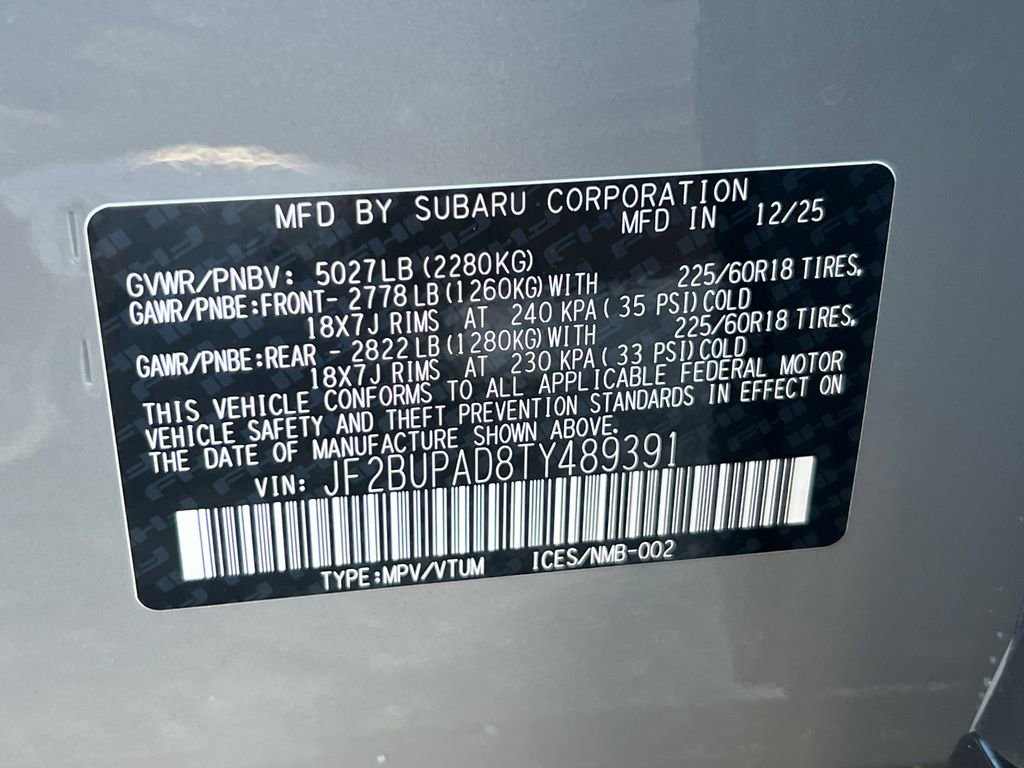 MFD BY SUBARU CORPORATION
MFD IN 12/25
GVWR/PNBV: 5027LB (2280KG)
GAWR/PNBE:FRONT- 2778 LB (1260KG) WITH 225/60R18 TIRES,
18X7J RIMS AT 240 KPA (35 PSI) COLD
GAWR/PNBE:REAR - 2822 LB (1280KG) WITH 225/60R18 TIRES,
18X7J RIMS AT 230 KPA (33 PSI) COLD
THIS VEHICLE CONFORMS TO ALL APPLICABLE FEDERAL MOTOR
VEHICLE SAFETY AND THEFT PREVENTION STANDARDS IN EFFECT ON
THE DATE OF MANUFACTURE SHOWN ABOVE.
VIN: JF2BUPAD8TY489391
TYPE:MPV/VTUM ICES/NMB-002